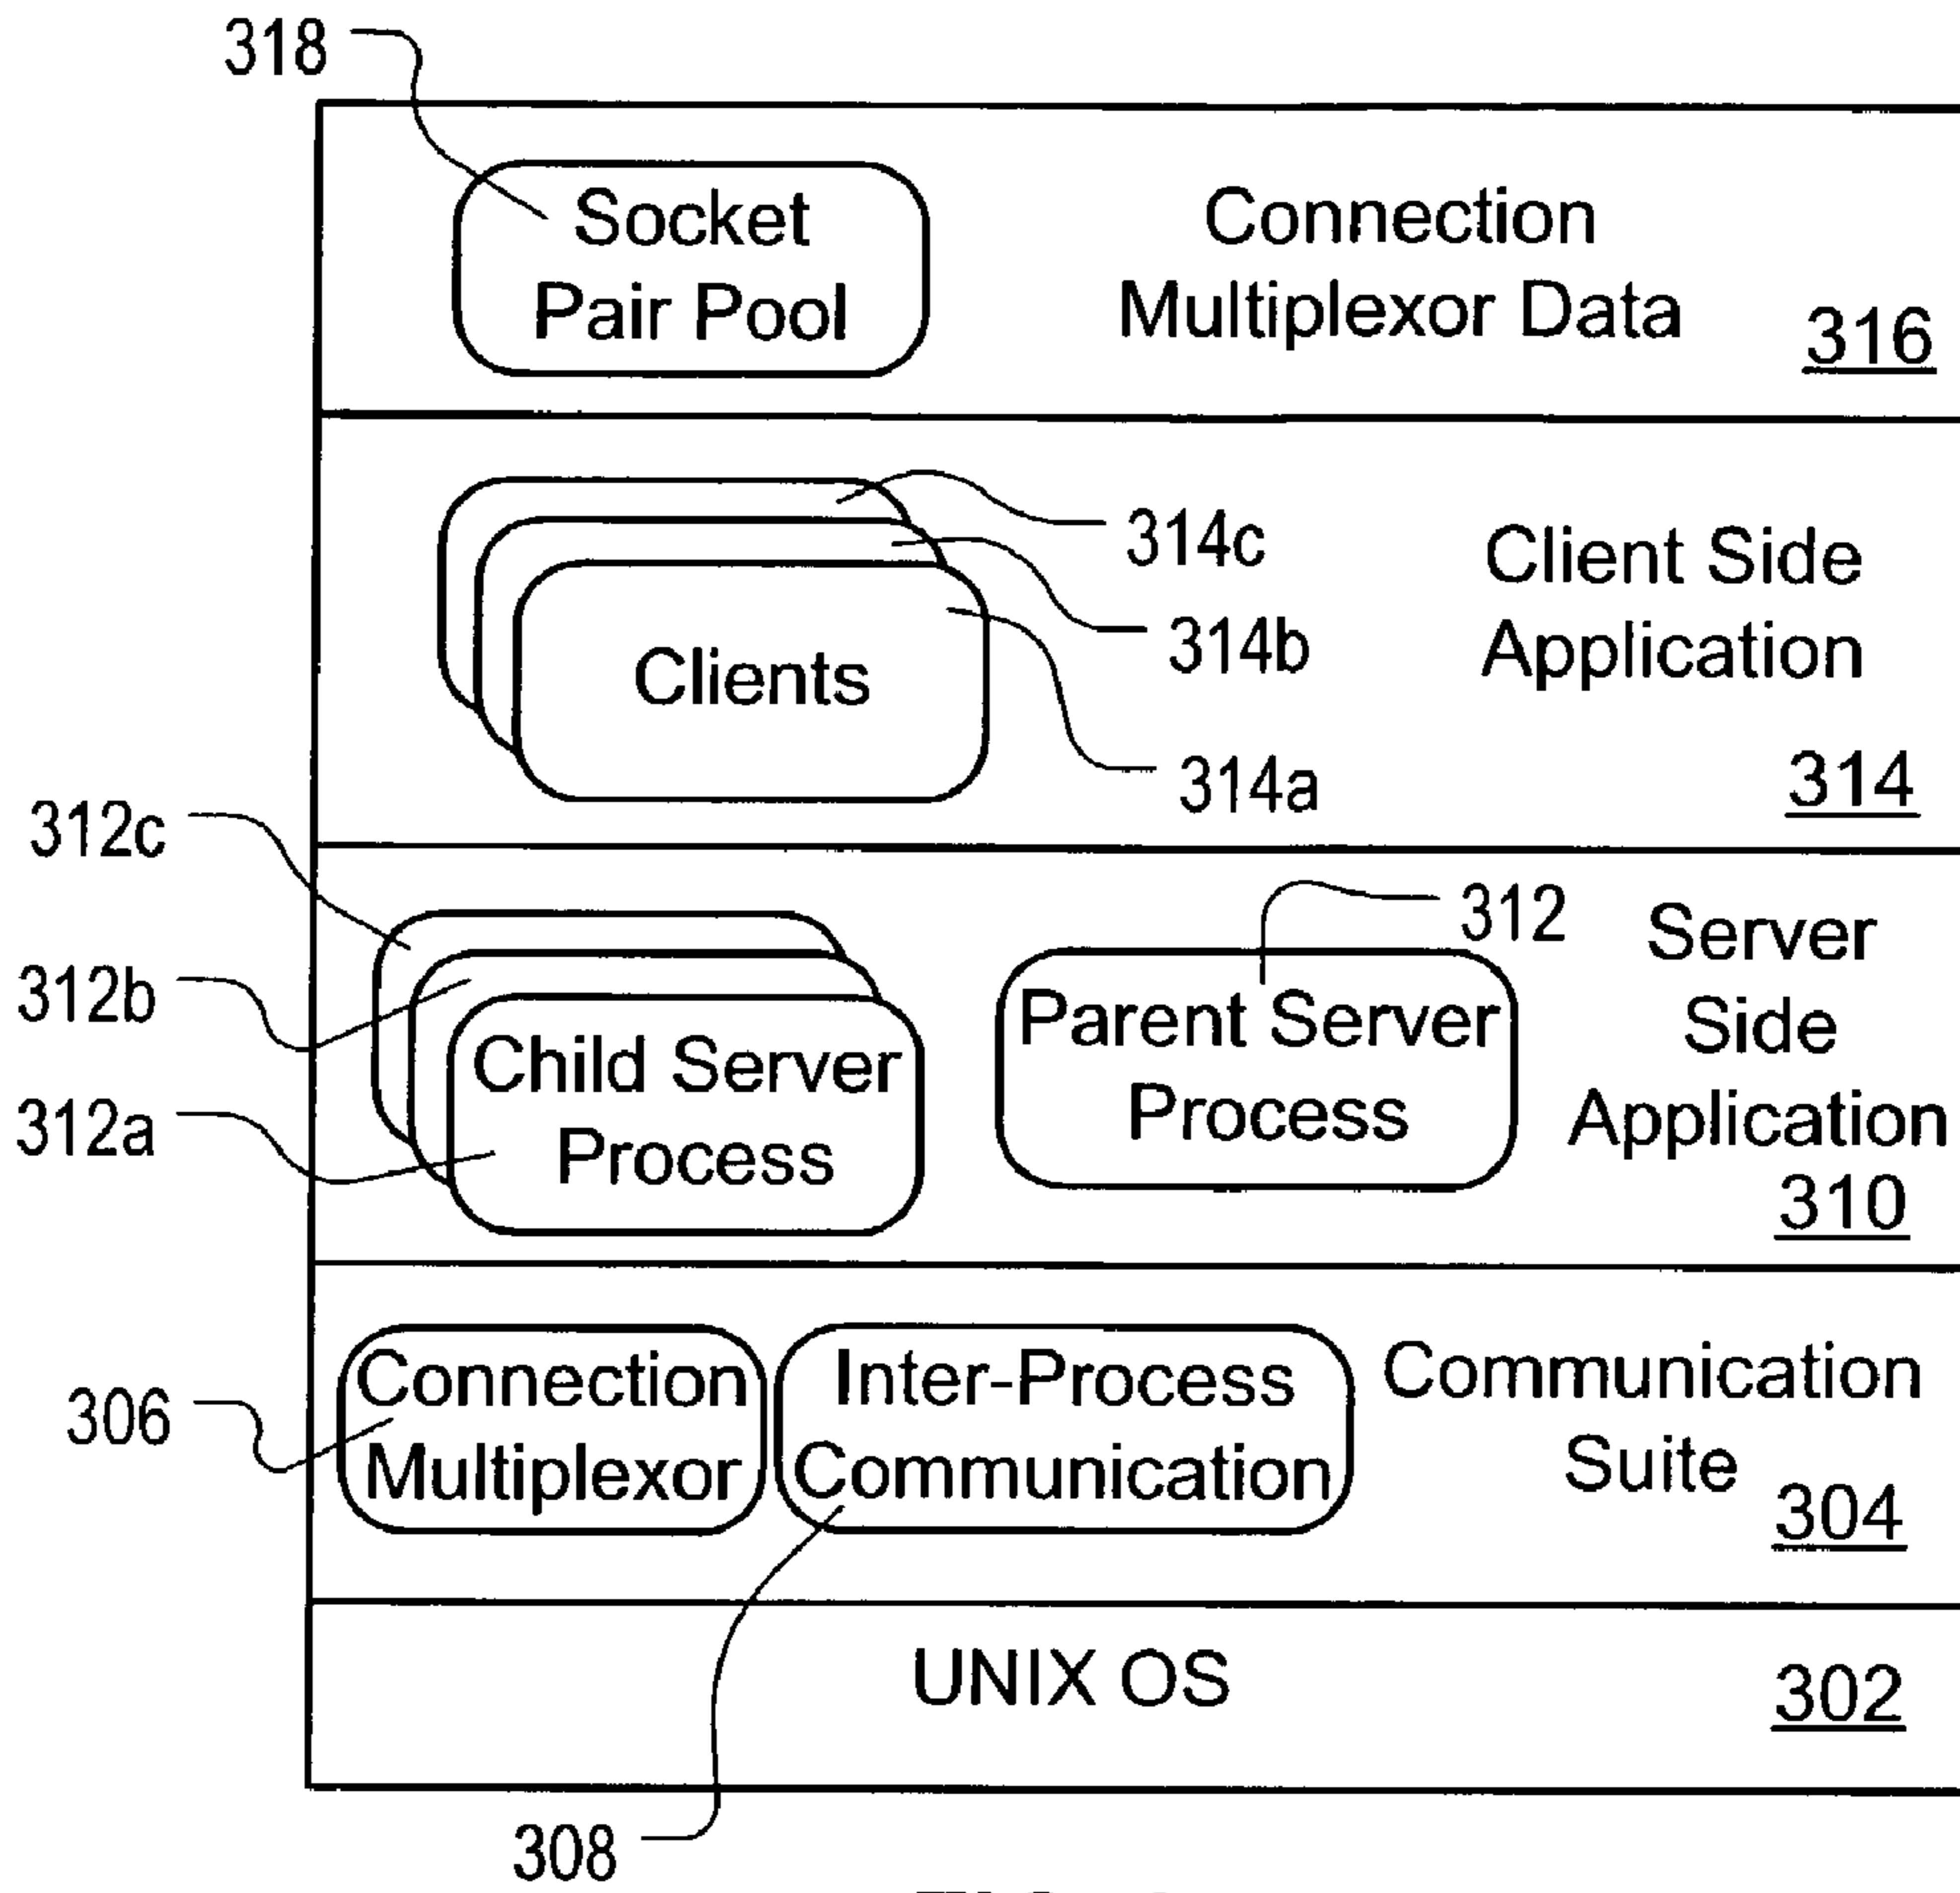 318
Socket
Pair Pool
Connection
Multiplexor Data
316
314c
314b
Clients
314a
Client Side
Application
314
312c
312b
312a
Child Server
Process
312
Parent Server
Process
Server
Side
Application
310
306
Connection
Multiplexor
Inter-Process
Communication
Communication
Suite
304
UNIX OS
302
308